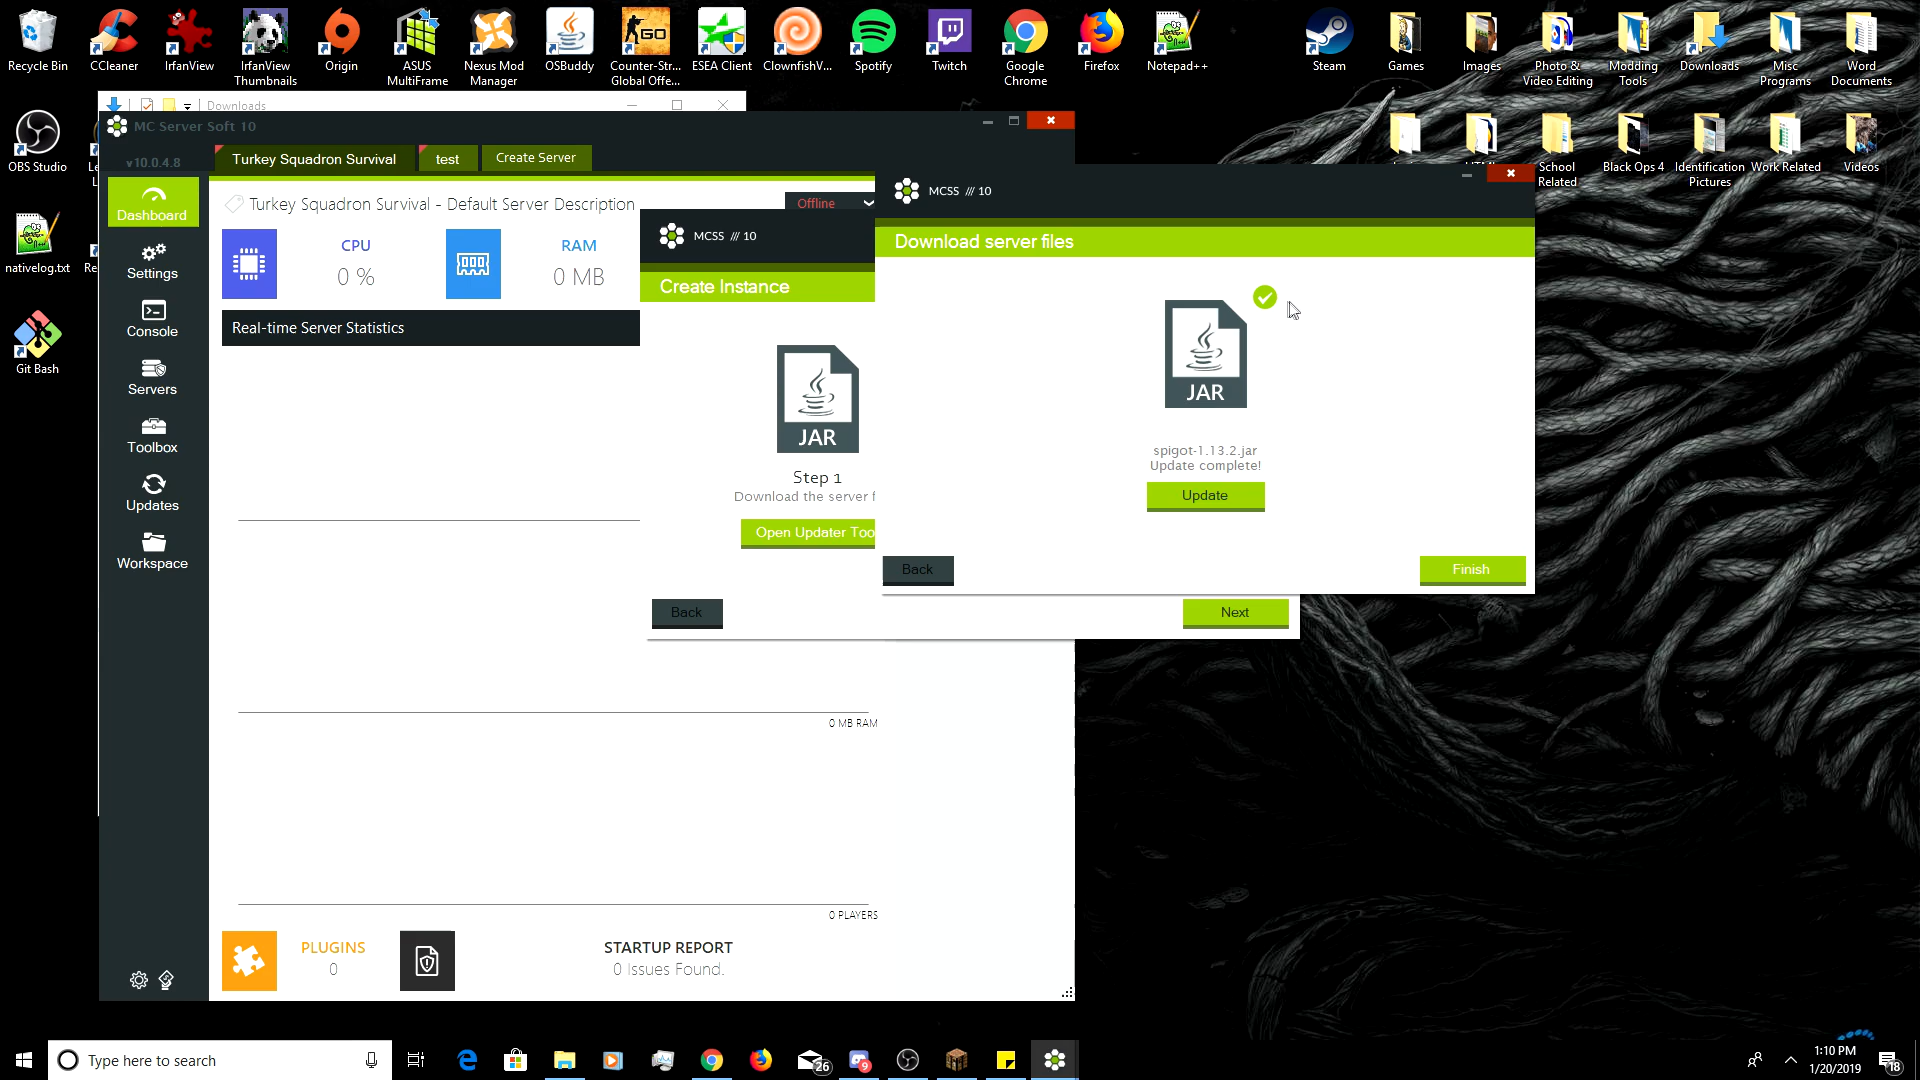 Recycle Bin
CCleaner
IrfanView
IrfanView
Thumbnails
Origin
ASUS
MultiFrame
Nexus Mod
Manager
OSBuddy
Counter-Str...
Global Offe...
ESEA Client
ClownfishV...
Spotify
Twitch
Google
Chrome
Firefox
Notepad++
Steam
Games
Images
Photo &
Video Editing
Modding
Tools
Downloads
Misc
Programs
Word
Documents
OBS Studio
School
Related
Black Ops 4
Identification
Pictures
Work Related
Videos
nativelog.txt
Git Bash
Downloads
MC Server Soft 10
v10.0.4.8
Turkey Squadron Survival
test
Create Server
Dashboard
Settings
Console
Servers
Toolbox
Updates
Workspace
Turkey Squadron Survival - Default Server Description
Offline
CPU
0 %
RAM
0 MB
Real-time Server Statistics
0 MB RAM
0 PLAYERS
PLUGINS
0
STARTUP REPORT
0 Issues Found.
MCSS /// 10
Create Instance
JAR
Step 1
Download the server f
Open Updater Too
Back
Next
MCSS /// 10
Download server files
JAR
spigot-1.13.2.jar
Update complete!
Update
Back
Finish
Type here to search
26
9
1:10 PM
1/20/2019
18